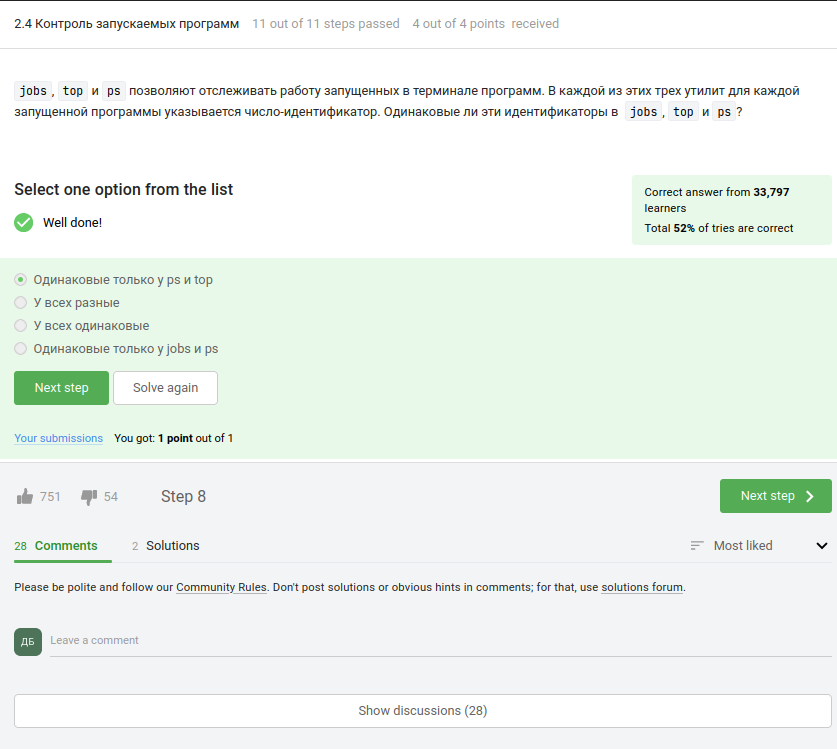 2.4 Контроль запускаемых программ 11 out of 11 steps passed 4 out of 4 points received
jobs, top и ps позволяют отслеживать работу запущенных в терминале программ. В каждой из этих трех утилит для каждой
запущенной программы указывается число-идентификатор. Одинаковые ли эти идентификаторы в jobs, top и ps?
Select one option from the list
Well done!
Correct answer from 33,797
learners
Total 52% of tries are correct
Одинаковые только у ps и top
У всех разные
У всех одинаковые
Одинаковые только у jobs и ps
Next step Solve again
Your submissions You got: 1 point out of 1
751 54 Step 8 Next step
28 Comments 2 Solutions Most liked
Please be polite and follow our Community Rules. Don't post solutions or obvious hints in comments; for that, use solutions forum.
ДБ Leave a comment
Show discussions (28)